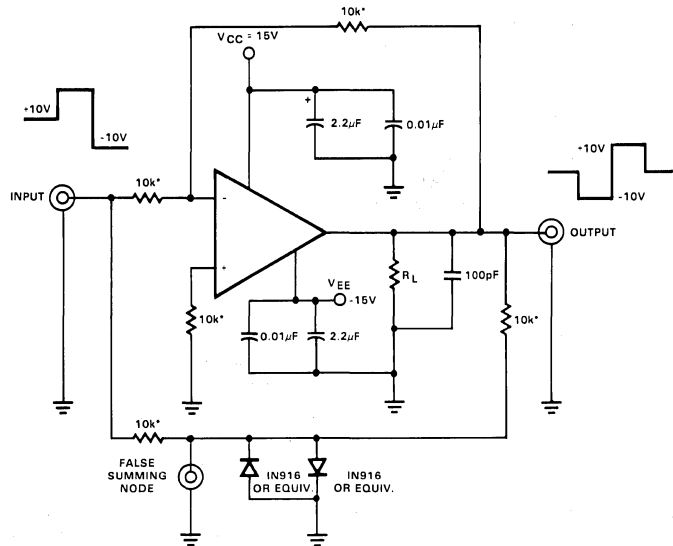 10k*
VCC = 15V
+
2.2μF
0.01μF
+10V
-10V
+10V
-10V
INPUT
10k*
-
+
OUTPUT
RL
100pF
10k*
VEE
-15V
10k*
0.01μF
2.2μF
10k*
FALSE
SUMMING
NODE
IN916
OR EQUIV.
IN916
OR EQUIV.